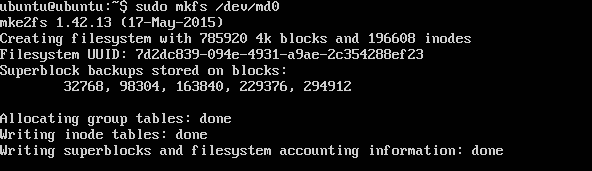 ubuntu@ubuntu:~$ sudo mkfs /dev/md0
mke2fs 1.42.13 (17-May-2015)
Creating filesystem with 785920 4k blocks and 196608 inodes
Filesystem UUID: 7d2dc839-094e-4931-a9ae-2c354288ef23
Superblock backups stored on blocks:
32768, 98304, 163840, 229376, 294912
Allocating group tables: done
Writing inode tables: done
Writing superblocks and filesystem accounting information: done